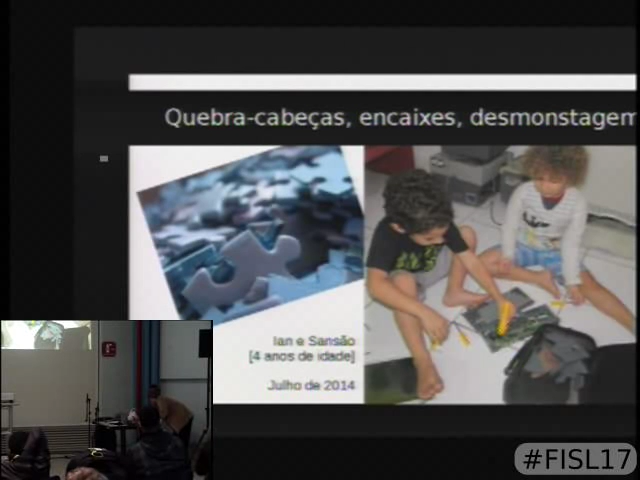 Quebra-cabeças, encaixes, desmonstagem
Ian e Sansão
[4 anos de idade]
Julho de 2014
#FISL17